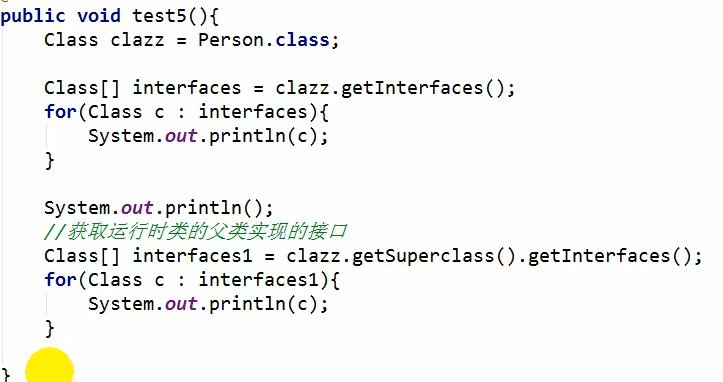 public void test5(){
Class clazz = Person.class;
Class[] interfaces = clazz.getInterfaces();
for(Class c : interfaces){
System.out.println(c);
}
System.out.println();
//获取运行时类的父类实现的接口
Class[] interfaces1 = clazz.getSuperclass().getInterfaces();
for(Class c : interfaces1){
System.out.println(c);
}
}